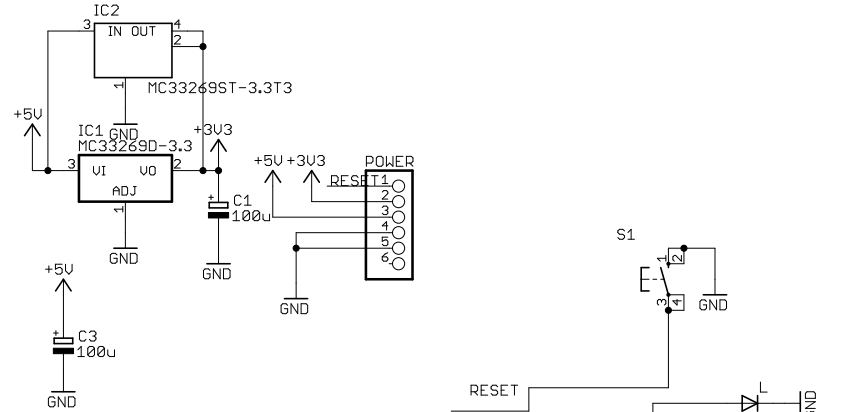 IC2
3 IN OUT 4
2
1
MC33269ST-3.3T3
GND
+5V
IC1
+3V3
MC33269D-3.3
3 VI VO 2
ADJ
1
GND
C1
100u
GND
+5V +3V3
POWER
RESET 1
2
3
4
5
6
GND
+5V
C3
100u
GND
S1
1 2
3 4
GND
RESET
L
GND